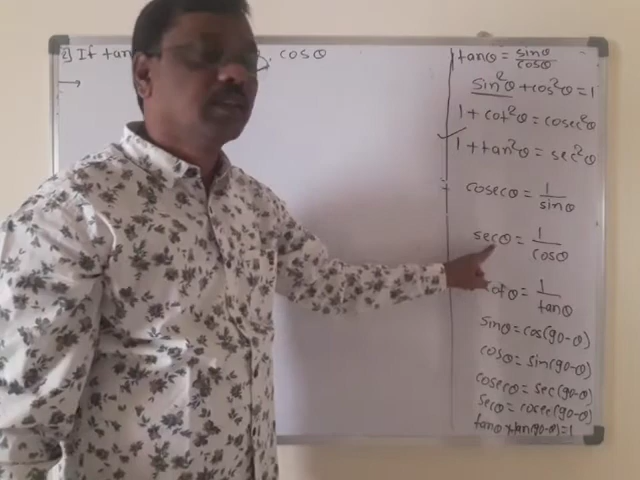 2) If tan , cosθ
→
tanθ = sinθ/cosθ
sin²θ + cos²θ = 1
1 + cot²θ = cosec²θ
✓ 1 + tan²θ = sec²θ
cosecθ = 1/sinθ
secθ = 1/cosθ
otθ = 1/tanθ
sinθ = cos(90-θ)
cosθ = sin(90-θ)
cosecθ = sec(90-θ)
secθ = cosec(90-θ)
tanθ × tan(90-θ) = 1